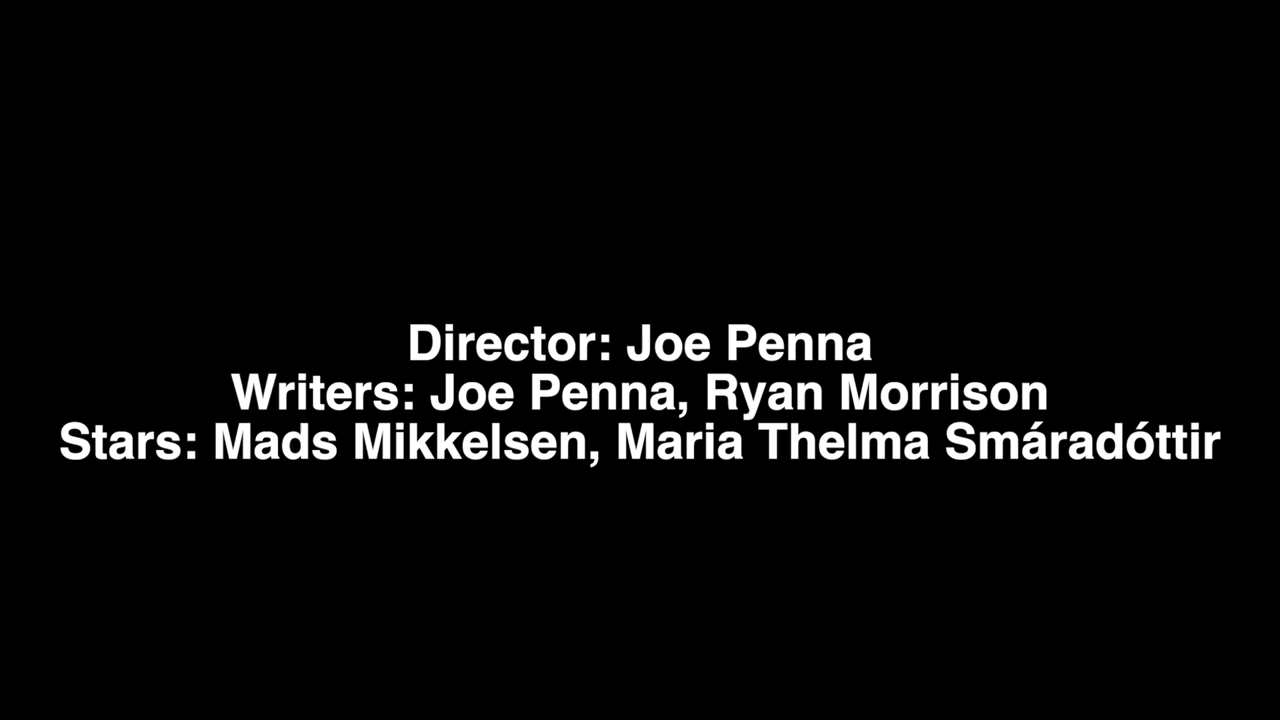 Director: Joe Penna
Writers: Joe Penna, Ryan Morrison
Stars: Mads Mikkelsen, Maria Thelma Smáradóttir